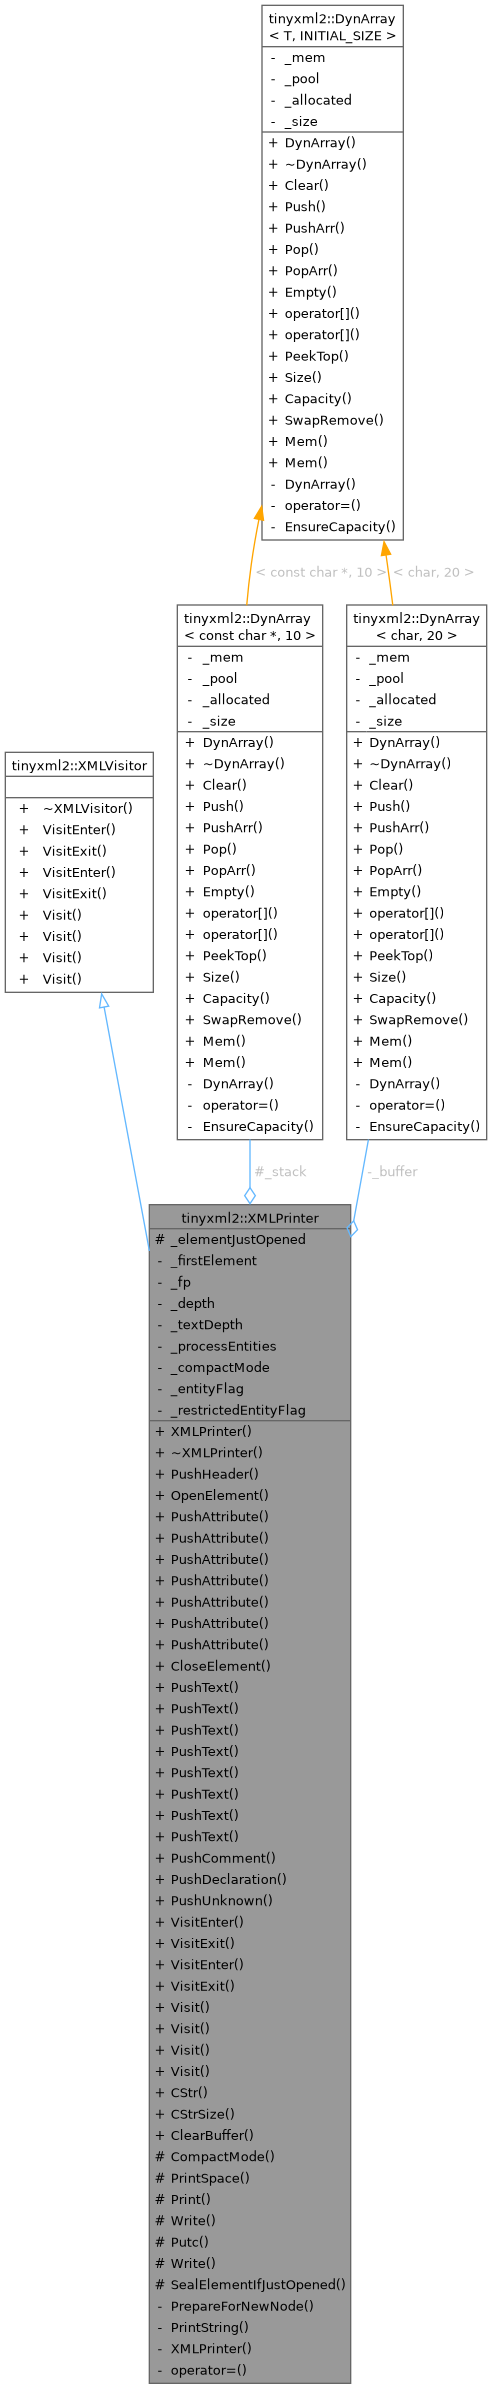 tinyxml2::DynArray
< T, INITIAL_SIZE >
- _mem
- _pool
- _allocated
- _size
+ DynArray()
+ ~DynArray()
+ Clear()
+ Push()
+ PushArr()
+ Pop()
+ PopArr()
+ Empty()
+ operator[]()
+ operator[]()
+ PeekTop()
+ Size()
+ Capacity()
+ SwapRemove()
+ Mem()
+ Mem()
- DynArray()
- operator=()
- EnsureCapacity()
< const char *, 10 >
< char, 20 >
tinyxml2::DynArray
< const char *, 10 >
- _mem
- _pool
- _allocated
- _size
+ DynArray()
+ ~DynArray()
+ Clear()
+ Push()
+ PushArr()
+ Pop()
+ PopArr()
+ Empty()
+ operator[]()
+ operator[]()
+ PeekTop()
+ Size()
+ Capacity()
+ SwapRemove()
+ Mem()
+ Mem()
- DynArray()
- operator=()
- EnsureCapacity()
tinyxml2::DynArray
< char, 20 >
- _mem
- _pool
- _allocated
- _size
+ DynArray()
+ ~DynArray()
+ Clear()
+ Push()
+ PushArr()
+ Pop()
+ PopArr()
+ Empty()
+ operator[]()
+ operator[]()
+ PeekTop()
+ Size()
+ Capacity()
+ SwapRemove()
+ Mem()
+ Mem()
- DynArray()
- operator=()
- EnsureCapacity()
tinyxml2::XMLVisitor
+ ~XMLVisitor()
+ VisitEnter()
+ VisitExit()
+ VisitEnter()
+ VisitExit()
+ Visit()
+ Visit()
+ Visit()
+ Visit()
#_stack
-_buffer
tinyxml2::XMLPrinter
# _elementJustOpened
- _firstElement
- _fp
- _depth
- _textDepth
- _processEntities
- _compactMode
- _entityFlag
- _restrictedEntityFlag
+ XMLPrinter()
+ ~XMLPrinter()
+ PushHeader()
+ OpenElement()
+ PushAttribute()
+ PushAttribute()
+ PushAttribute()
+ PushAttribute()
+ PushAttribute()
+ PushAttribute()
+ PushAttribute()
+ CloseElement()
+ PushText()
+ PushText()
+ PushText()
+ PushText()
+ PushText()
+ PushText()
+ PushText()
+ PushText()
+ PushComment()
+ PushDeclaration()
+ PushUnknown()
+ VisitEnter()
+ VisitExit()
+ VisitEnter()
+ VisitExit()
+ Visit()
+ Visit()
+ Visit()
+ Visit()
+ CStr()
+ CStrSize()
+ ClearBuffer()
# CompactMode()
# PrintSpace()
# Print()
# Write()
# Putc()
# Write()
# SealElementIfJustOpened()
- PrepareForNewNode()
- PrintString()
- XMLPrinter()
- operator=()